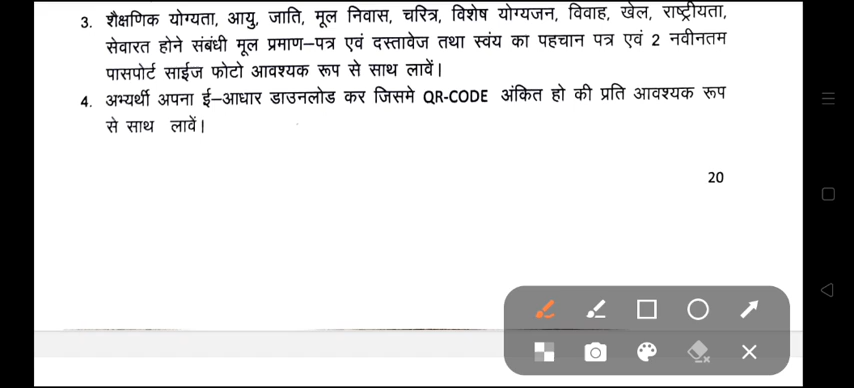 3. शैक्षणिक योग्यता, आयु, जाति, मूल निवास, चरित्र, विशेष योग्यजन, विवाह, खेल, राष्ट्रीयता,
सेवारत होने संबंधी मूल प्रमाण–पत्र एवं दस्तावेज तथा स्वंय का पहचान पत्र एवं 2 नवीनतम
पासपोर्ट साईज फोटो आवश्यक रूप से साथ लावें।
4. अभ्यर्थी अपना ई–आधार डाउनलोड कर जिसमे QR-CODE अंकित हो की प्रति आवश्यक रूप
से साथ लावें।
20